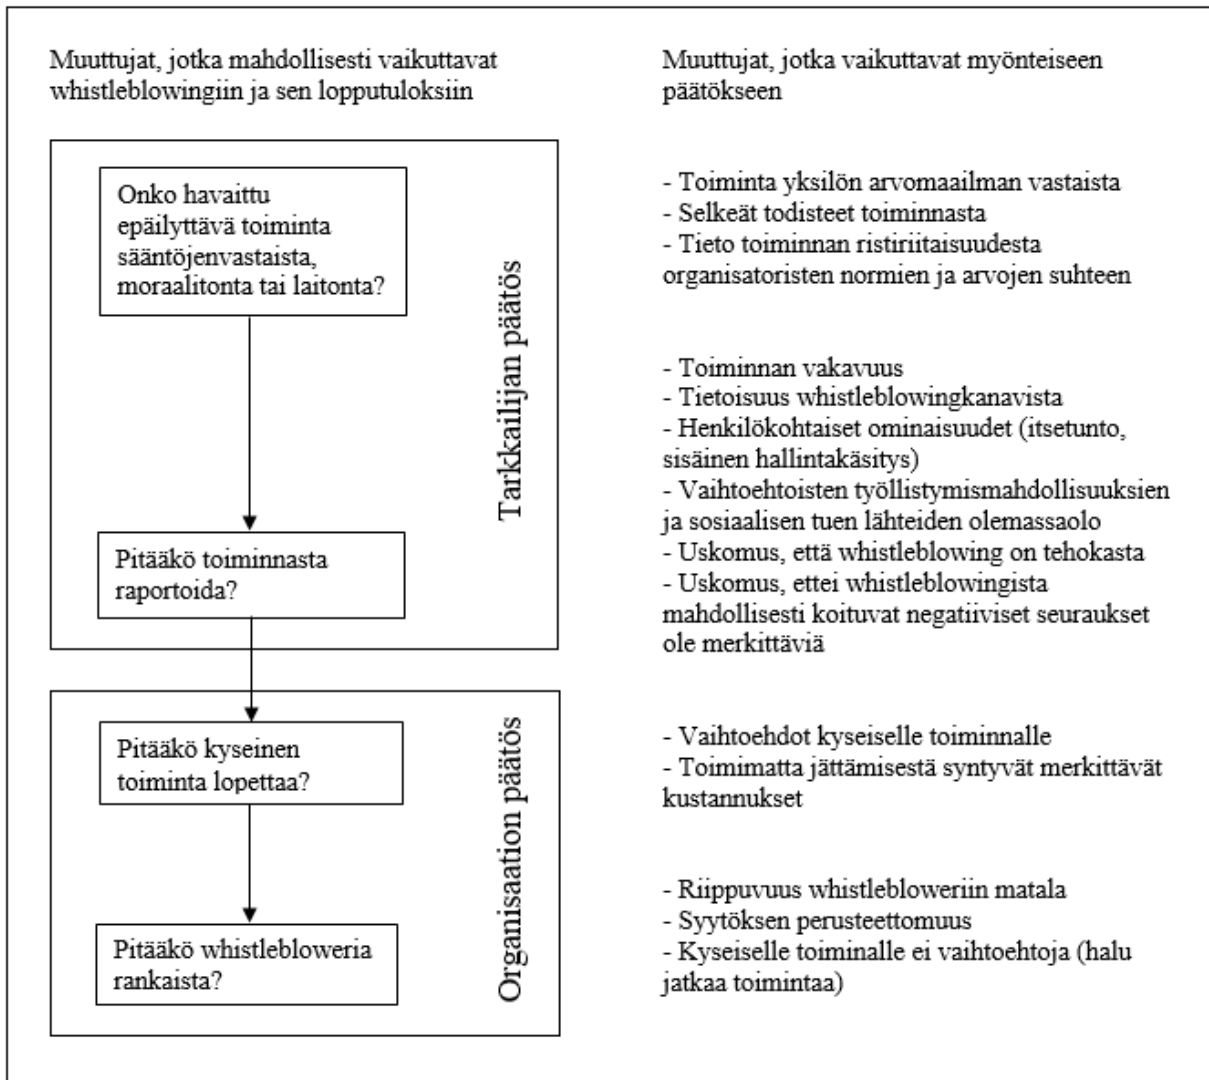 Muuttujat, jotka mahdollisesti vaikuttavat
whistleblowingiin ja sen lopputuloksiin
Muuttujat, jotka vaikuttavat myönteiseen
päätökseen
Onko havaittu
epäilyttävä toiminta
sääntöjenvastaista,
moraalitonta tai laitonta?
Pitääkö toiminnasta
raportoida?
Tarkkailijan päätös
- Toiminta yksilön arvomaailman vastaista
- Selkeät todisteet toiminnasta
- Tieto toiminnan ristiriitaisuudesta
organisatoristen normien ja arvojen suhteen
- Toiminnan vakavuus
- Tietoisuus whistleblowingkanavista
- Henkilökohtaiset ominaisuudet (itsetunto,
sisäinen hallintakäsitys)
- Vaihtoehtoisten työllistymismahdollisuuksien
ja sosiaalisen tuen lähteiden olemassaolo
- Uskomus, että whistleblowing on tehokasta
- Uskomus, ettei whistleblowingista
mahdollisesti koituvat negatiiviset seuraukset
ole merkittäviä
Pitääkö kyseinen
toiminta lopettaa?
Pitääkö whistlebloweria
rankaista?
Organisaation päätös
- Vaihtoehdot kyseiselle toiminnalle
- Toimimatta jättämisestä syntyvät merkittävät
kustannukset
- Riippuvuus whistlebloweriin matala
- Syytöksen perusteettomuus
- Kyseiselle toiminalle ei vaihtoehtoja (halu
jatkaa toimintaa)